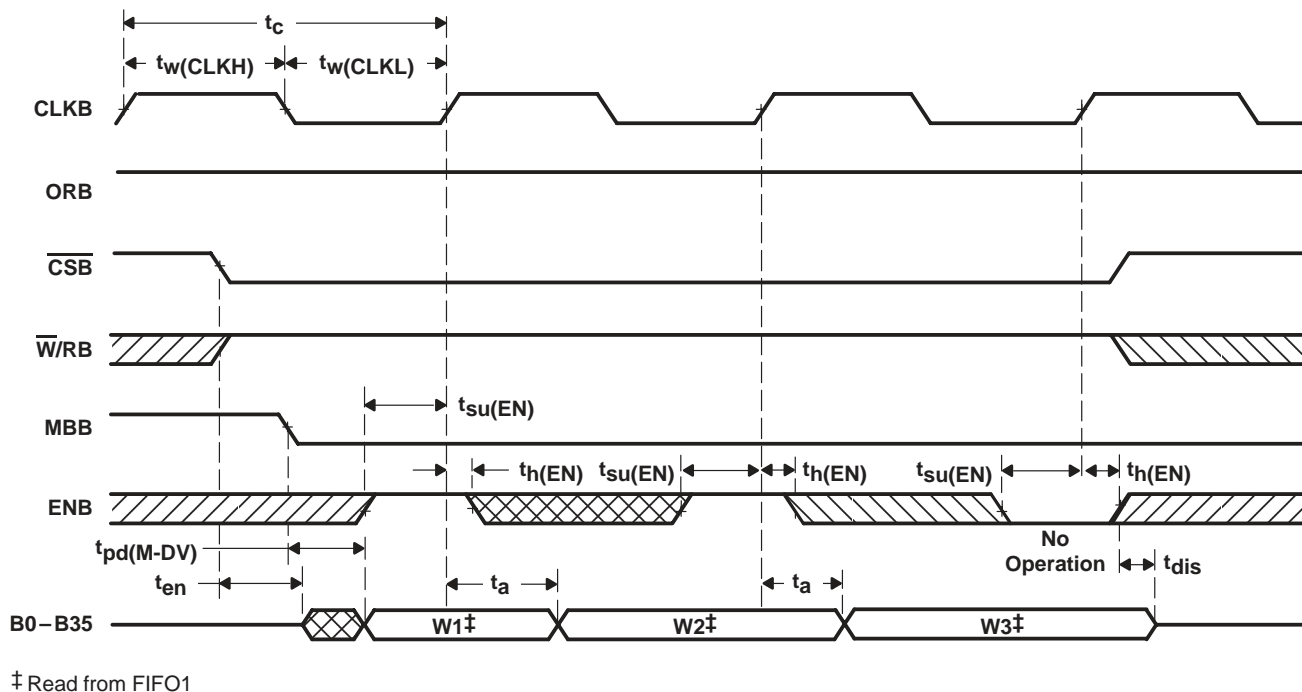 tc
tw(CLKH)
tw(CLKL)
CLKB
ORB
CSB
W/RB
MBB
tsu(EN)
th(EN)
tsu(EN)
th(EN)
tsu(EN)
th(EN)
ENB
No
Operation
tpd(M-DV)
ten
ta
ta
tdis
B0–B35
W1‡
W2‡
W3‡
‡ Read from FIFO1